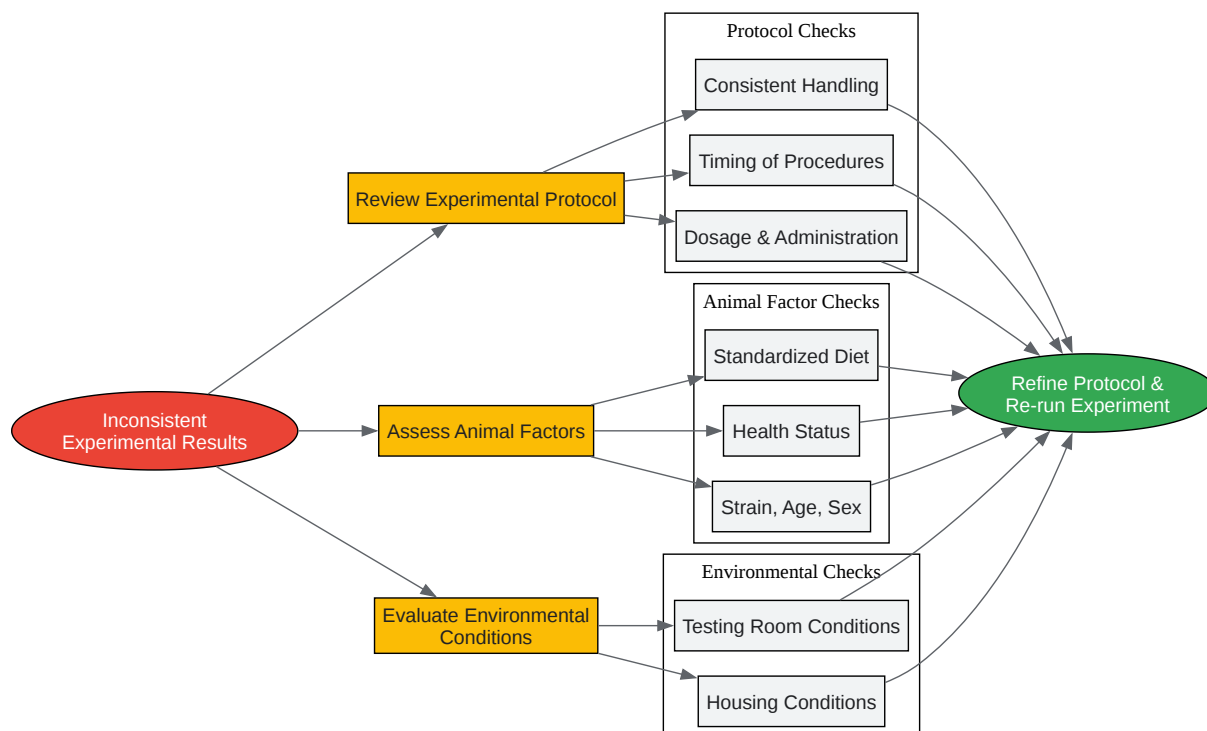 Protocol Checks
Consistent Handling
Timing of Procedures
Review Experimental Protocol
Dosage & Administration
Animal Factor Checks
Standardized Diet
Refine Protocol &
Re-run Experiment
Inconsistent
Experimental Results
Assess Animal Factors
Health Status
Strain, Age, Sex
Environmental Checks
Evaluate Environmental
Conditions
Testing Room Conditions
Housing Conditions